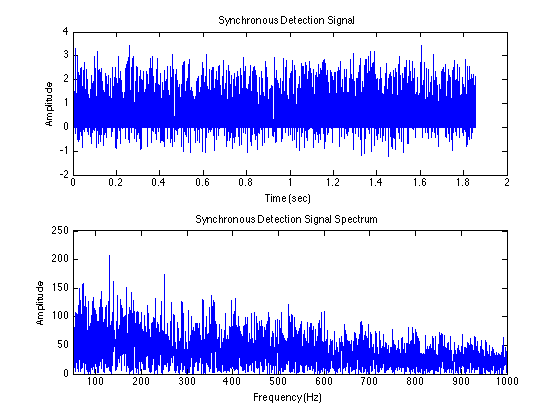 Synchronous Detection Signal
4
3
2
1
0
-1
-2
Amplitude
0 0.2 0.4 0.6 0.8 1 1.2 1.4 1.6 1.8 2
Time (sec)
Synchronous Detection Signal Spectrum
250
200
150
100
50
0
Amplitude
100 200 300 400 500 600 700 800 900 1000
Frequency(Hz)